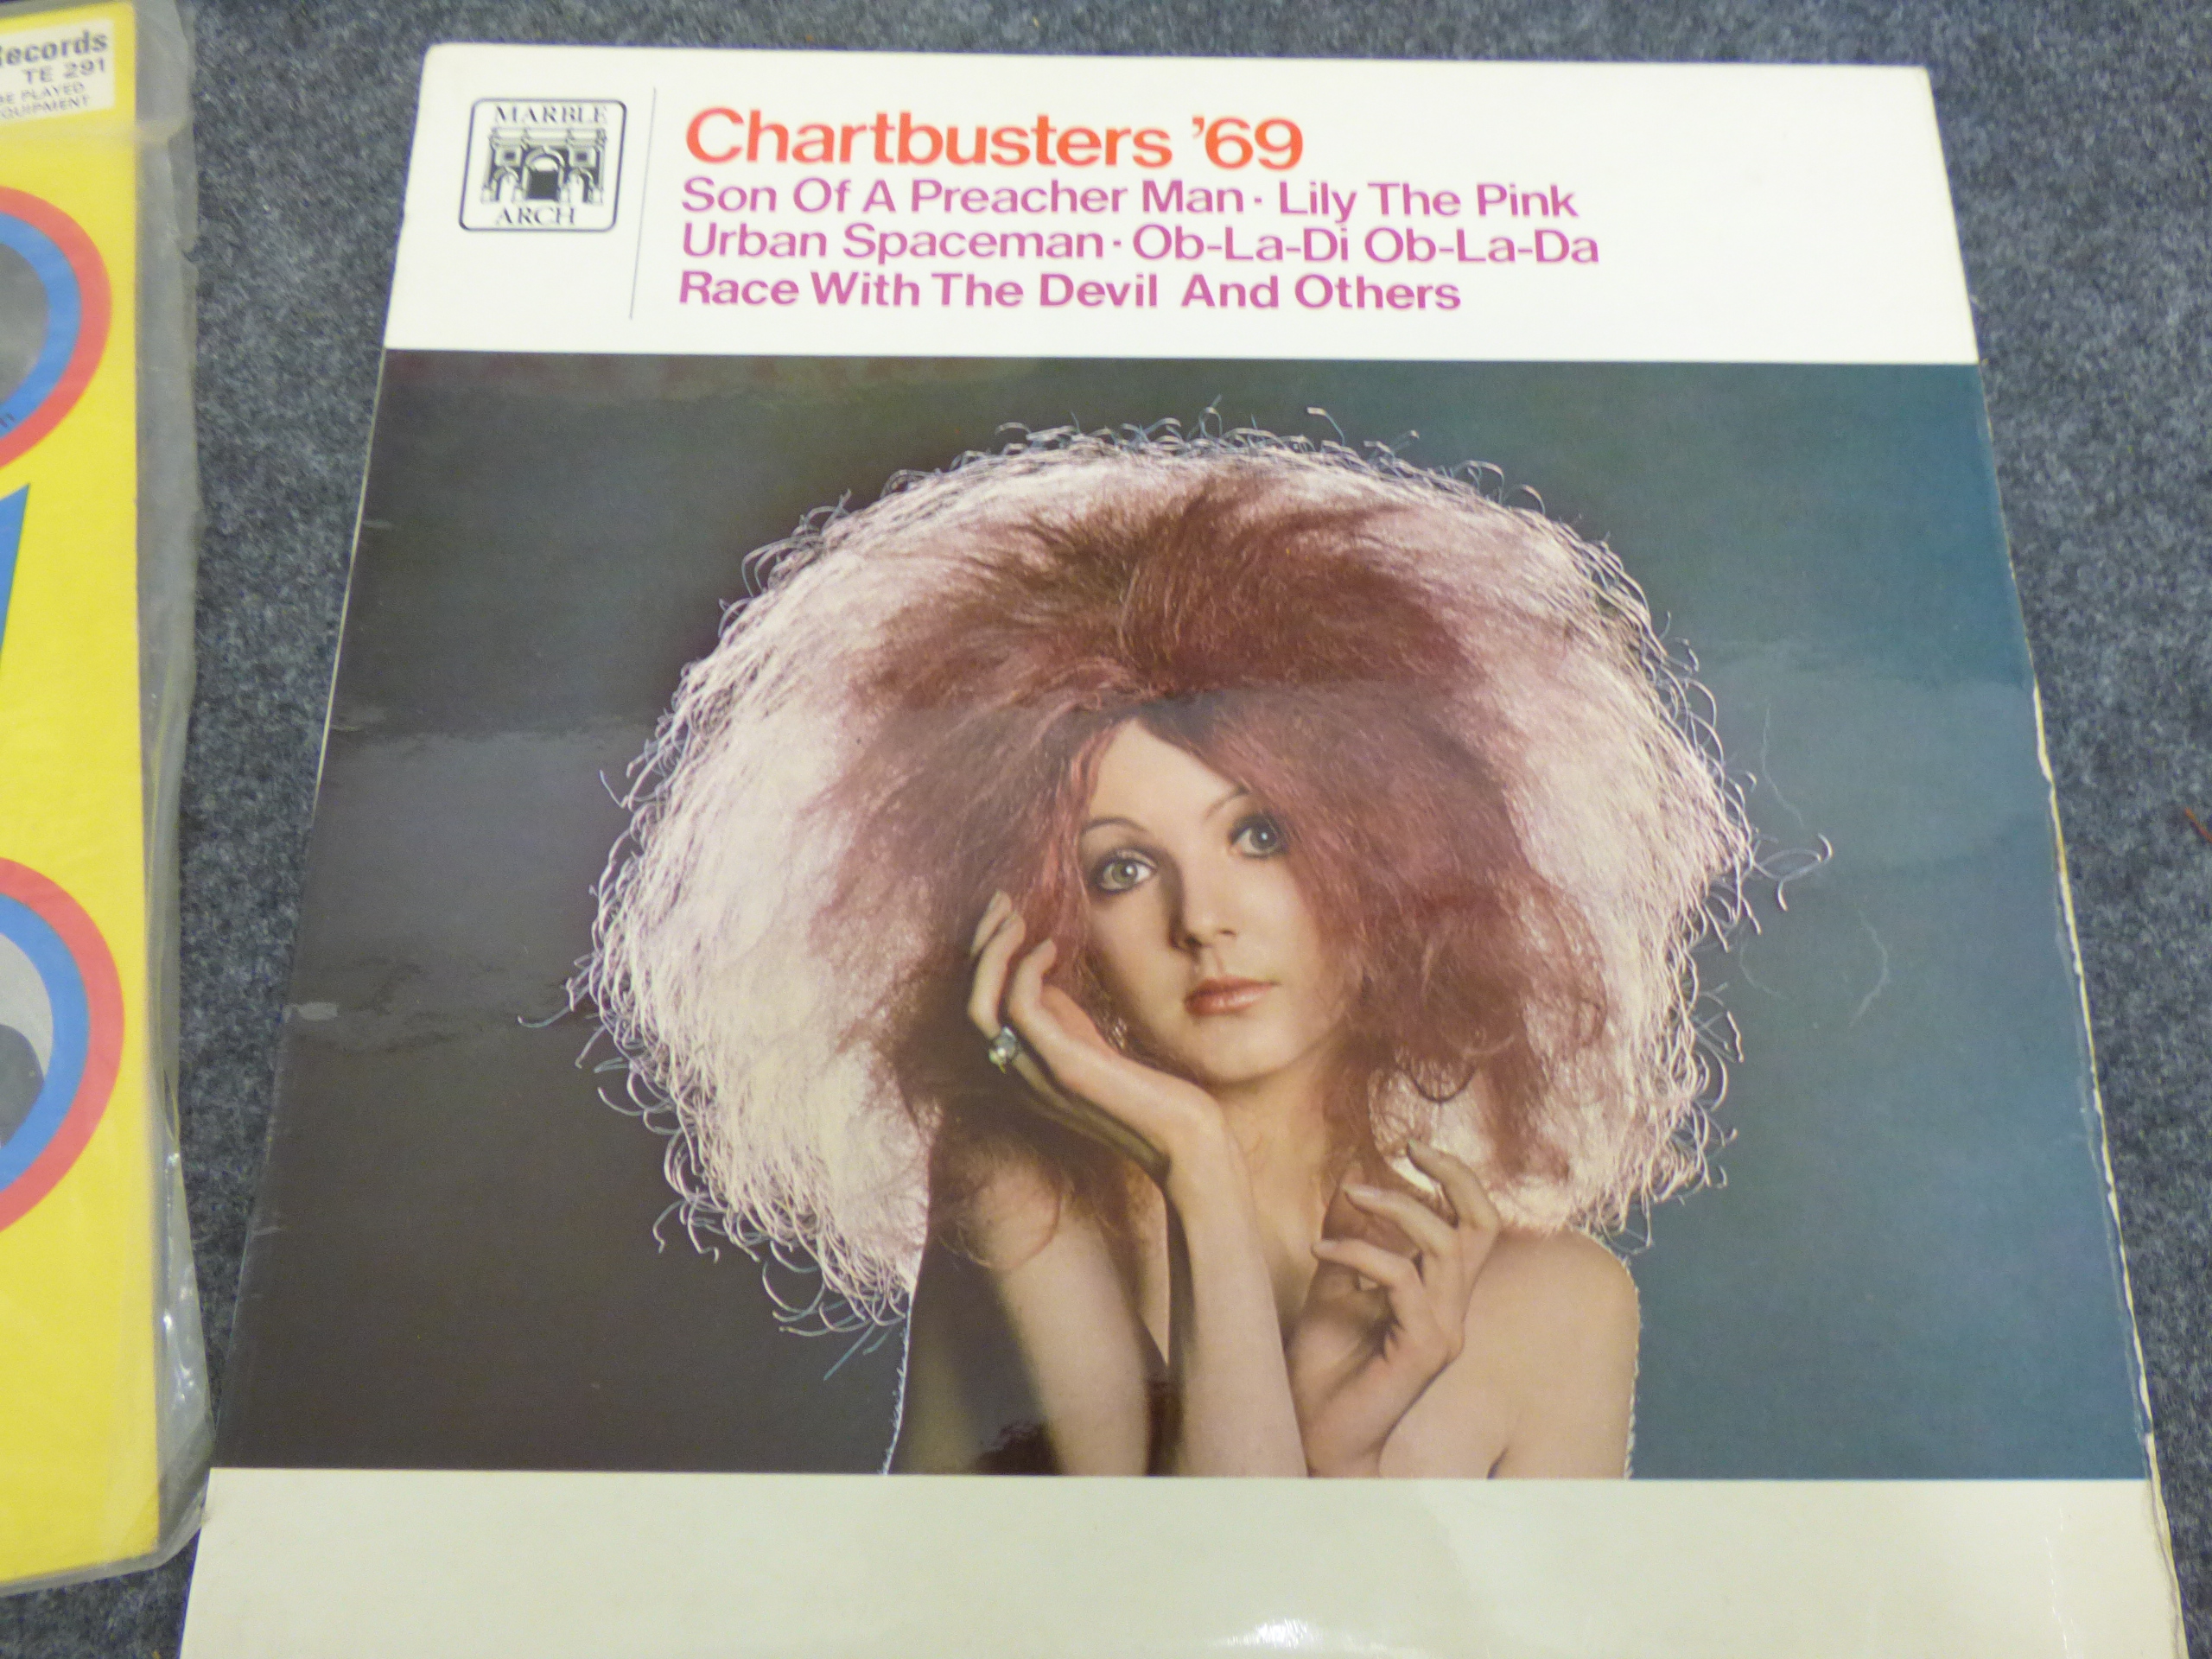 Records
TE 291
BE PLAYED
EQUIPMENT
MARBLE
ARCH
Chartbusters '69
Son Of A Preacher Man · Lily The Pink
Urban Spaceman · Ob-La-Di Ob-La-Da
Race With The Devil And Others